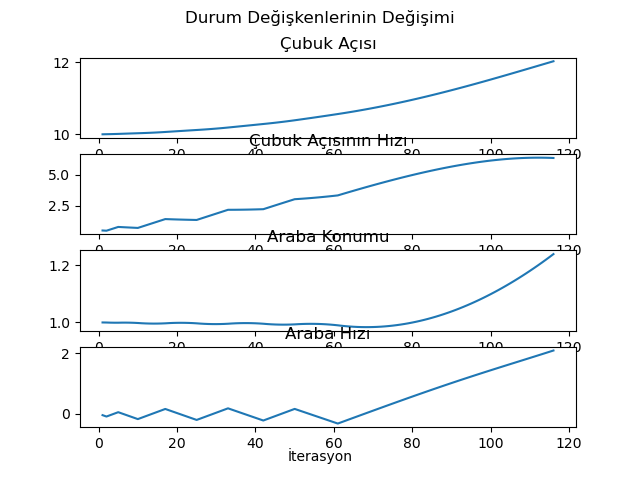 Durum Değişkenlerinin Değişimi
Çubuk Açısı
12
10
0 20 40 60 80 100 120
Çubuk Açısının Hızı
5.0
2.5
0 20 40 60 80 100 120
Araba Konumu
1.2
1.0
0 20 40 60 80 100 120
Araba Hızı
2
0
0 20 40 60 80 100 120
İterasyon